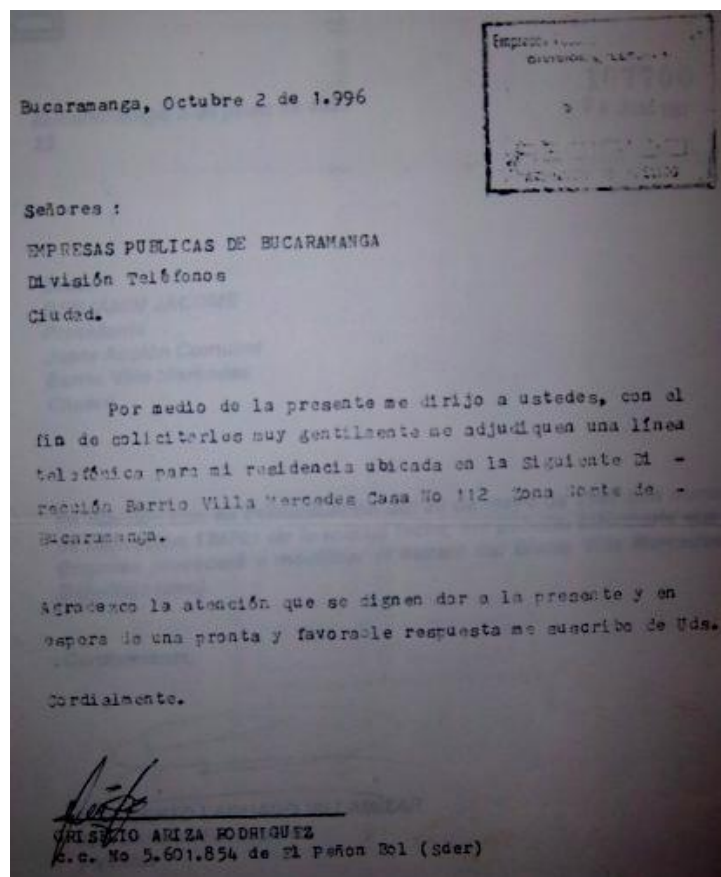 DIVISION
Bucaramanga, Octubre 2 de 1.996
Señores :
EMPRESAS PUBLICAS DE BUCARAMANGA
División Teléfonos
Ciudad.
Por medio de la presente me dirijo a ustedes, con el
fin de solicitarles muy gentilmente me adjudiquen una línea
telefónica para mi residencia ubicada en la Siguiente Di -
rección Barrio Villa Mercedes Casa No 112 Zona Norte de -
Bucaramanga.
Agradezco la atención que se dignen dar a la presente y en
espera de una pronta y favorable respuesta me suscribo de Uds.
Cordialmente.
GRISELIO ARIZA RODRIGUEZ
c.c. No 5.601.854 de El Peñon Bol (sder)